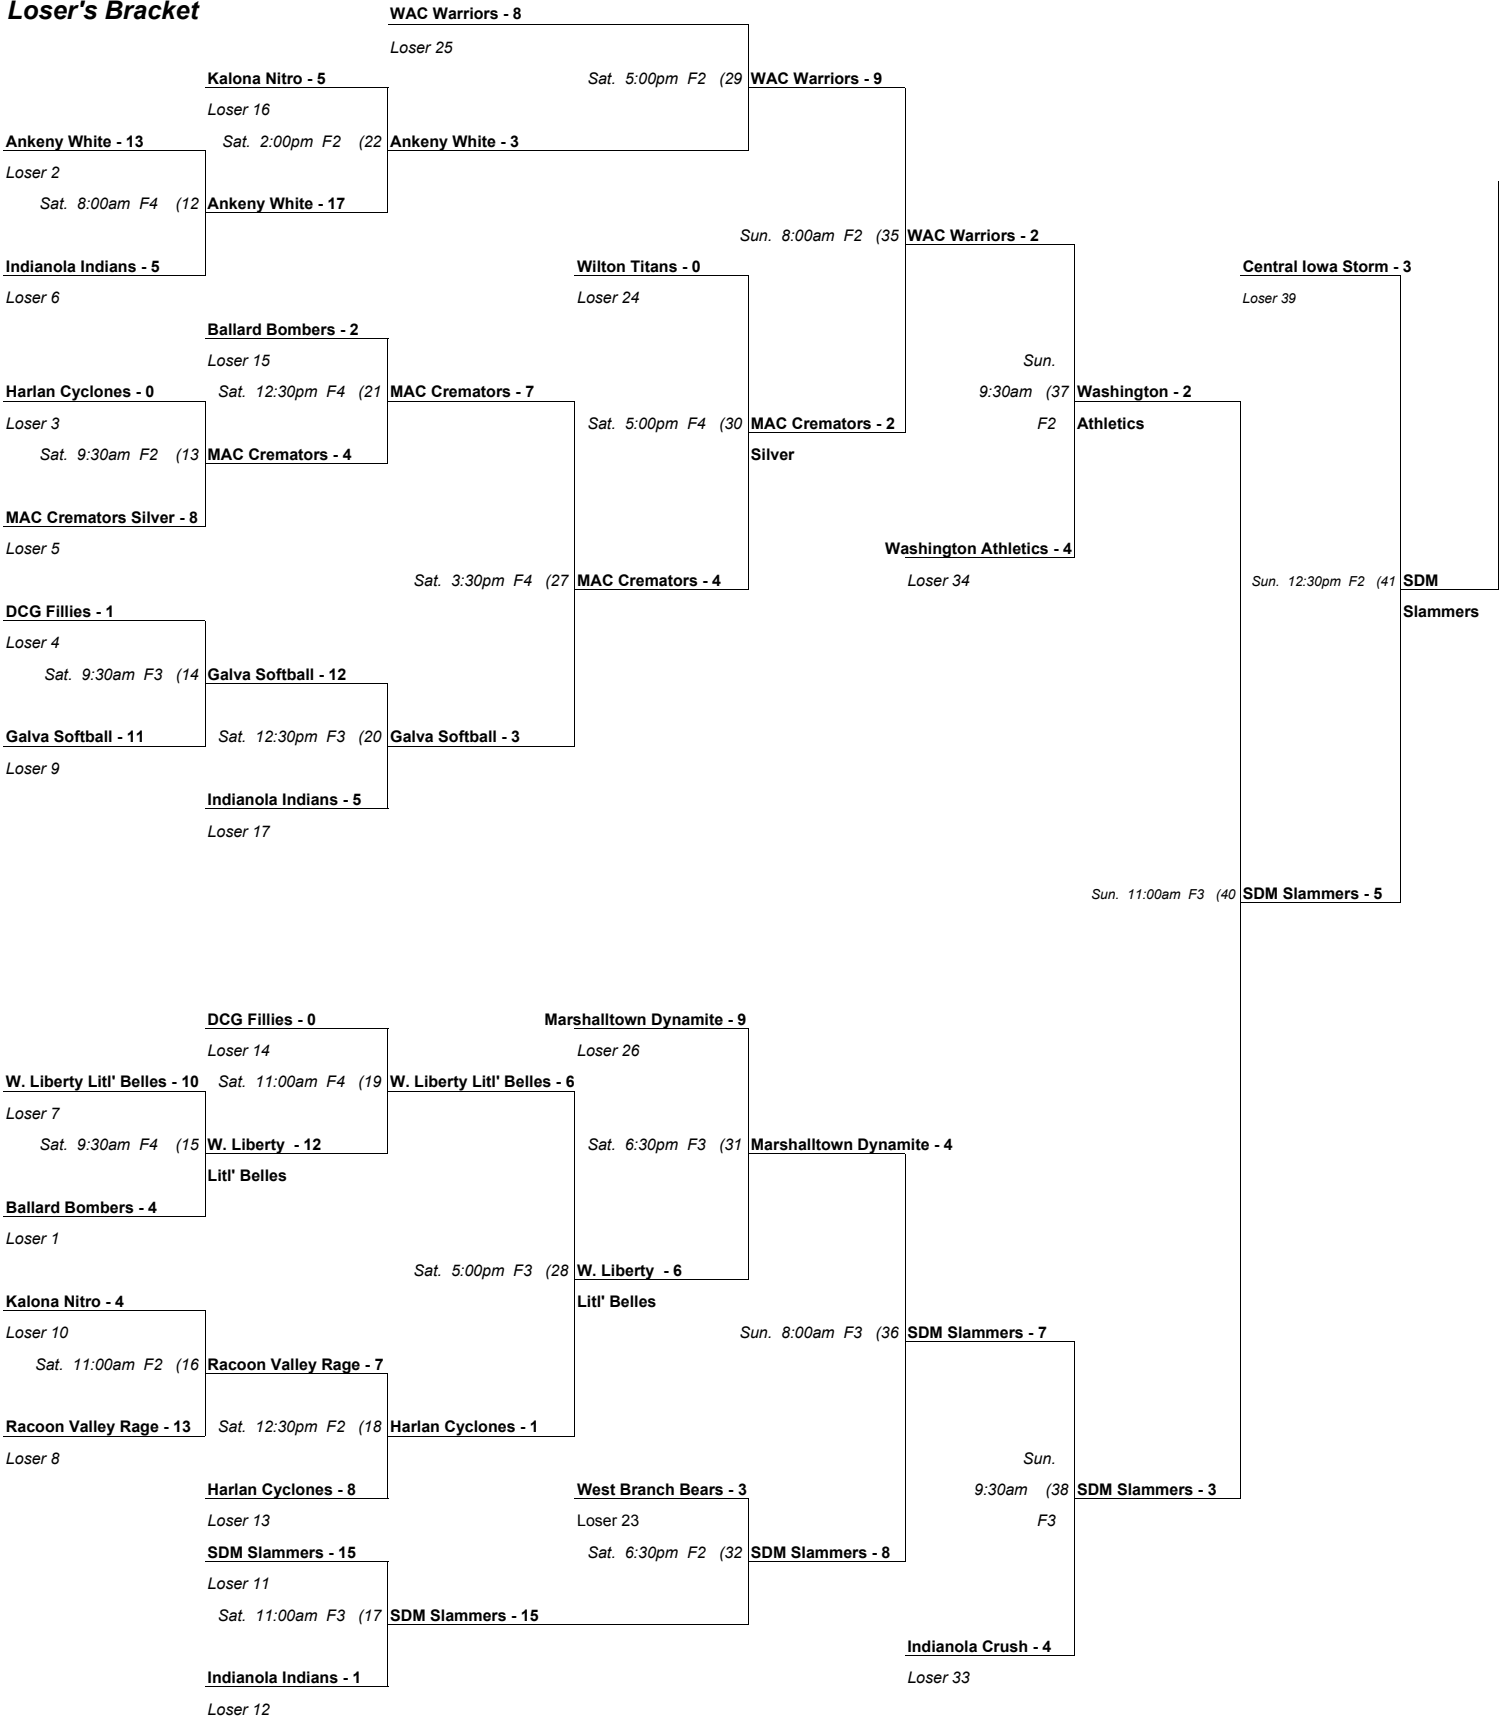 Loser's Bracket
WAC Warriors - 8
Loser 25
Kalona Nitro - 5
Sat. 5:00pm F2 (29 WAC Warriors - 9
Loser 16
Ankeny White - 13
Sat. 2:00pm F2 (22 Ankeny White - 3
Loser 2
Sat. 8:00am F4 (12 Ankeny White - 17
Sun. 8:00am F2 (35 WAC Warriors - 2
Indianola Indians - 5
Wilton Titans - 0
Central Iowa Storm - 3
Loser 6
Loser 24
Loser 39
Ballard Bombers - 2
Loser 15
Sun.
Harlan Cyclones - 0
Sat. 12:30pm F4 (21 MAC Cremators - 7
9:30am (37 Washington - 2
Loser 3
Sat. 5:00pm F4 (30 MAC Cremators - 2
F2
Athletics
Sat. 9:30am F2 (13 MAC Cremators - 4
Silver
MAC Cremators Silver - 8
Loser 5
Washington Athletics - 4
Sat. 3:30pm F4 (27 MAC Cremators - 4
Loser 34
Sun. 12:30pm F2 (41 SDM
DCG Fillies - 1
Slammers
Loser 4
Sat. 9:30am F3 (14 Galva Softball - 12
Galva Softball - 11
Sat. 12:30pm F3 (20 Galva Softball - 3
Loser 9
Indianola Indians - 5
Loser 17
Sun. 11:00am F3 (40 SDM Slammers - 5
DCG Fillies - 0
Marshalltown Dynamite - 9
Loser 14
Loser 26
W. Liberty Litl' Belles - 10
Sat. 11:00am F4 (19 W. Liberty Litl' Belles - 6
Loser 7
Sat. 9:30am F4 (15 W. Liberty - 12
Sat. 6:30pm F3 (31 Marshalltown Dynamite - 4
Litl' Belles
Ballard Bombers - 4
Loser 1
Sat. 5:00pm F3 (28 W. Liberty - 6
Kalona Nitro - 4
Litl' Belles
Loser 10
Sun. 8:00am F3 (36 SDM Slammers - 7
Sat. 11:00am F2 (16 Racoon Valley Rage - 7
Racoon Valley Rage - 13
Sat. 12:30pm F2 (18 Harlan Cyclones - 1
Loser 8
Sun.
Harlan Cyclones - 8
West Branch Bears - 3
9:30am (38 SDM Slammers - 3
Loser 13
Loser 23
F3
SDM Slammers - 15
Sat. 6:30pm F2 (32 SDM Slammers - 8
Loser 11
Sat. 11:00am F3 (17 SDM Slammers - 15
Indianola Crush - 4
Indianola Indians - 1
Loser 33
Loser 12